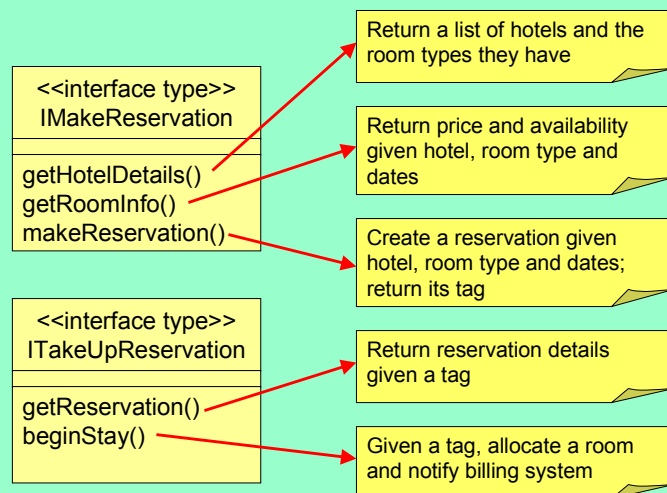 <<interface type>>
IMakeReservation
getHotelDetails()
getRoomInfo()
makeReservation()
Return a list of hotels and the
room types they have
Return price and availability
given hotel, room type and
dates
Create a reservation given
hotel, room type and dates;
return its tag
<<interface type>>
ITakeUpReservation
getReservation()
beginStay()
Return reservation details
given a tag
Given a tag, allocate a room
and notify billing system